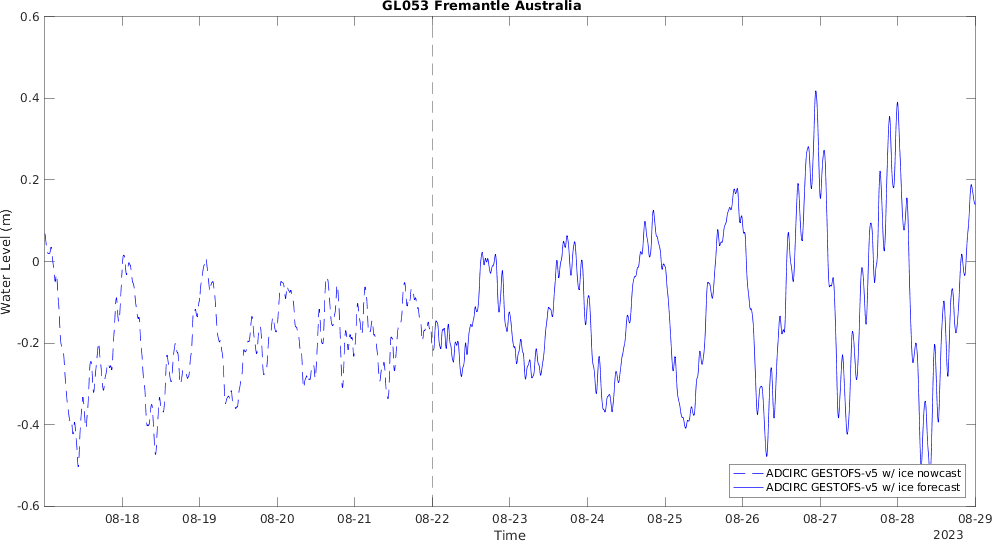 GL053 Fremantle Australia
Water Level (m)
0.6
0.4
0.2
0
-0.2
-0.4
-0.6
ADCIRC GESTOFS-v5 w/ ice nowcast
ADCIRC GESTOFS-v5 w/ ice forecast
08-18 08-19 08-20 08-21 08-22 08-23 08-24 08-25 08-26 08-27 08-28 08-29
Time
2023